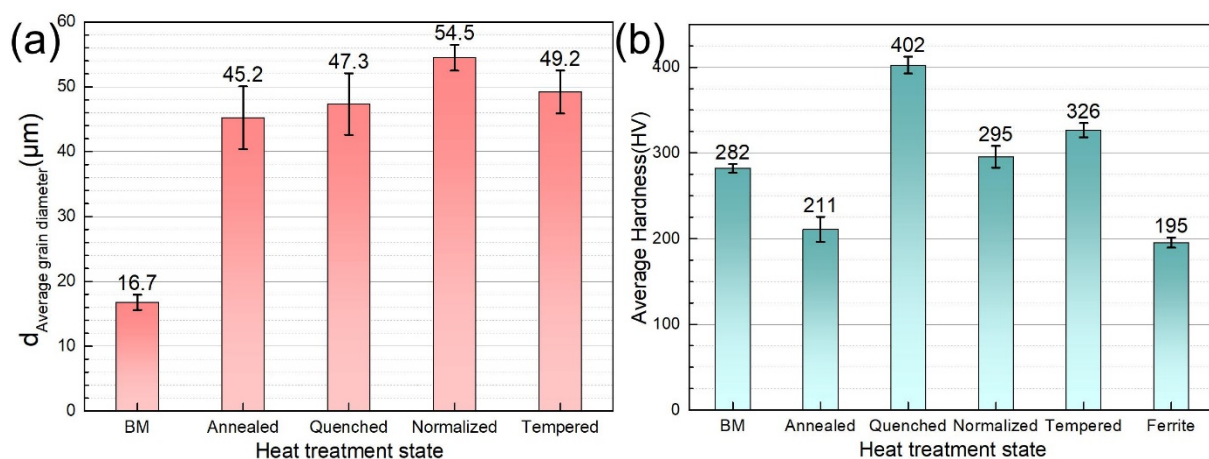 (a)
60
50
40
30
20
10
0
d Average grain diameter(μm)
16.7
45.2
47.3
54.5
49.2
BM
Annealed
Quenched
Normalized
Tempered
Heat treatment state
(b)
400
300
200
100
0
Average Hardness(HV)
282
211
402
295
326
195
BM
Annealed
Quenched
Normalized
Tempered
Ferrite
Heat treatment state